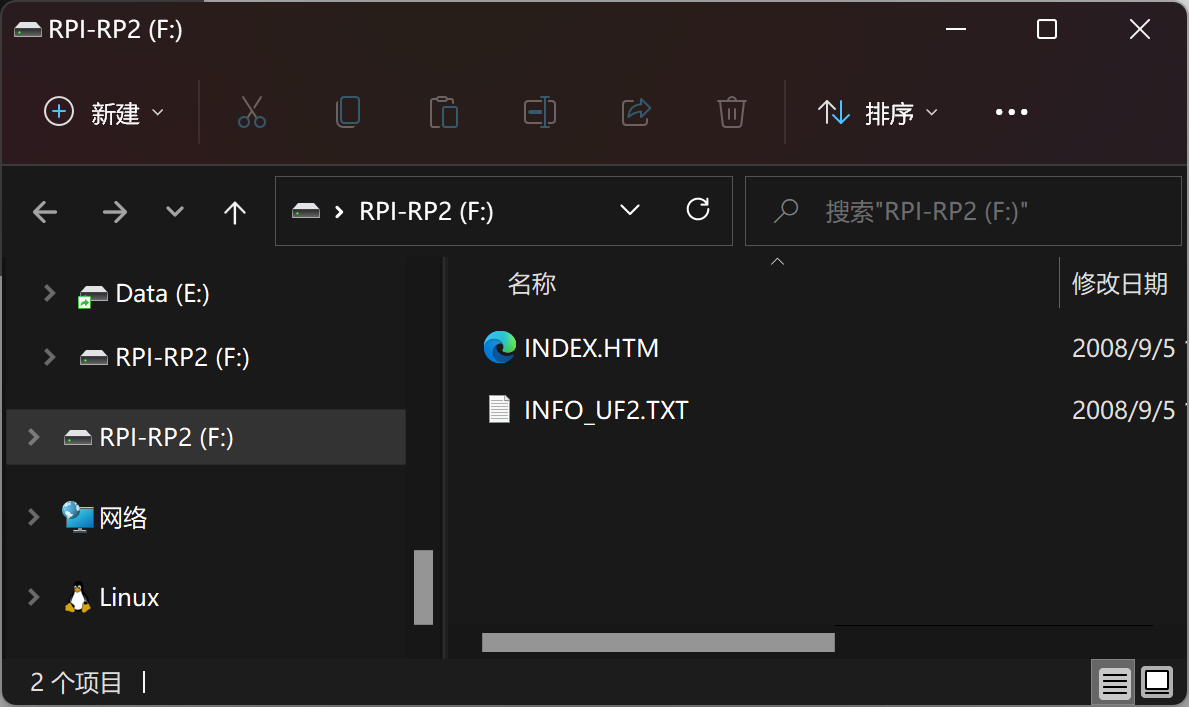 RPI-RP2 (F:)
新建
排序
RPI-RP2 (F:)
搜索"RPI-RP2 (F:)"
名称
修改日期
Data (E:)
RPI-RP2 (F:)
RPI-RP2 (F:)
网络
Linux
INDEX.HTM
2008/9/5
INFO_UF2.TXT
2008/9/5
2 个项目